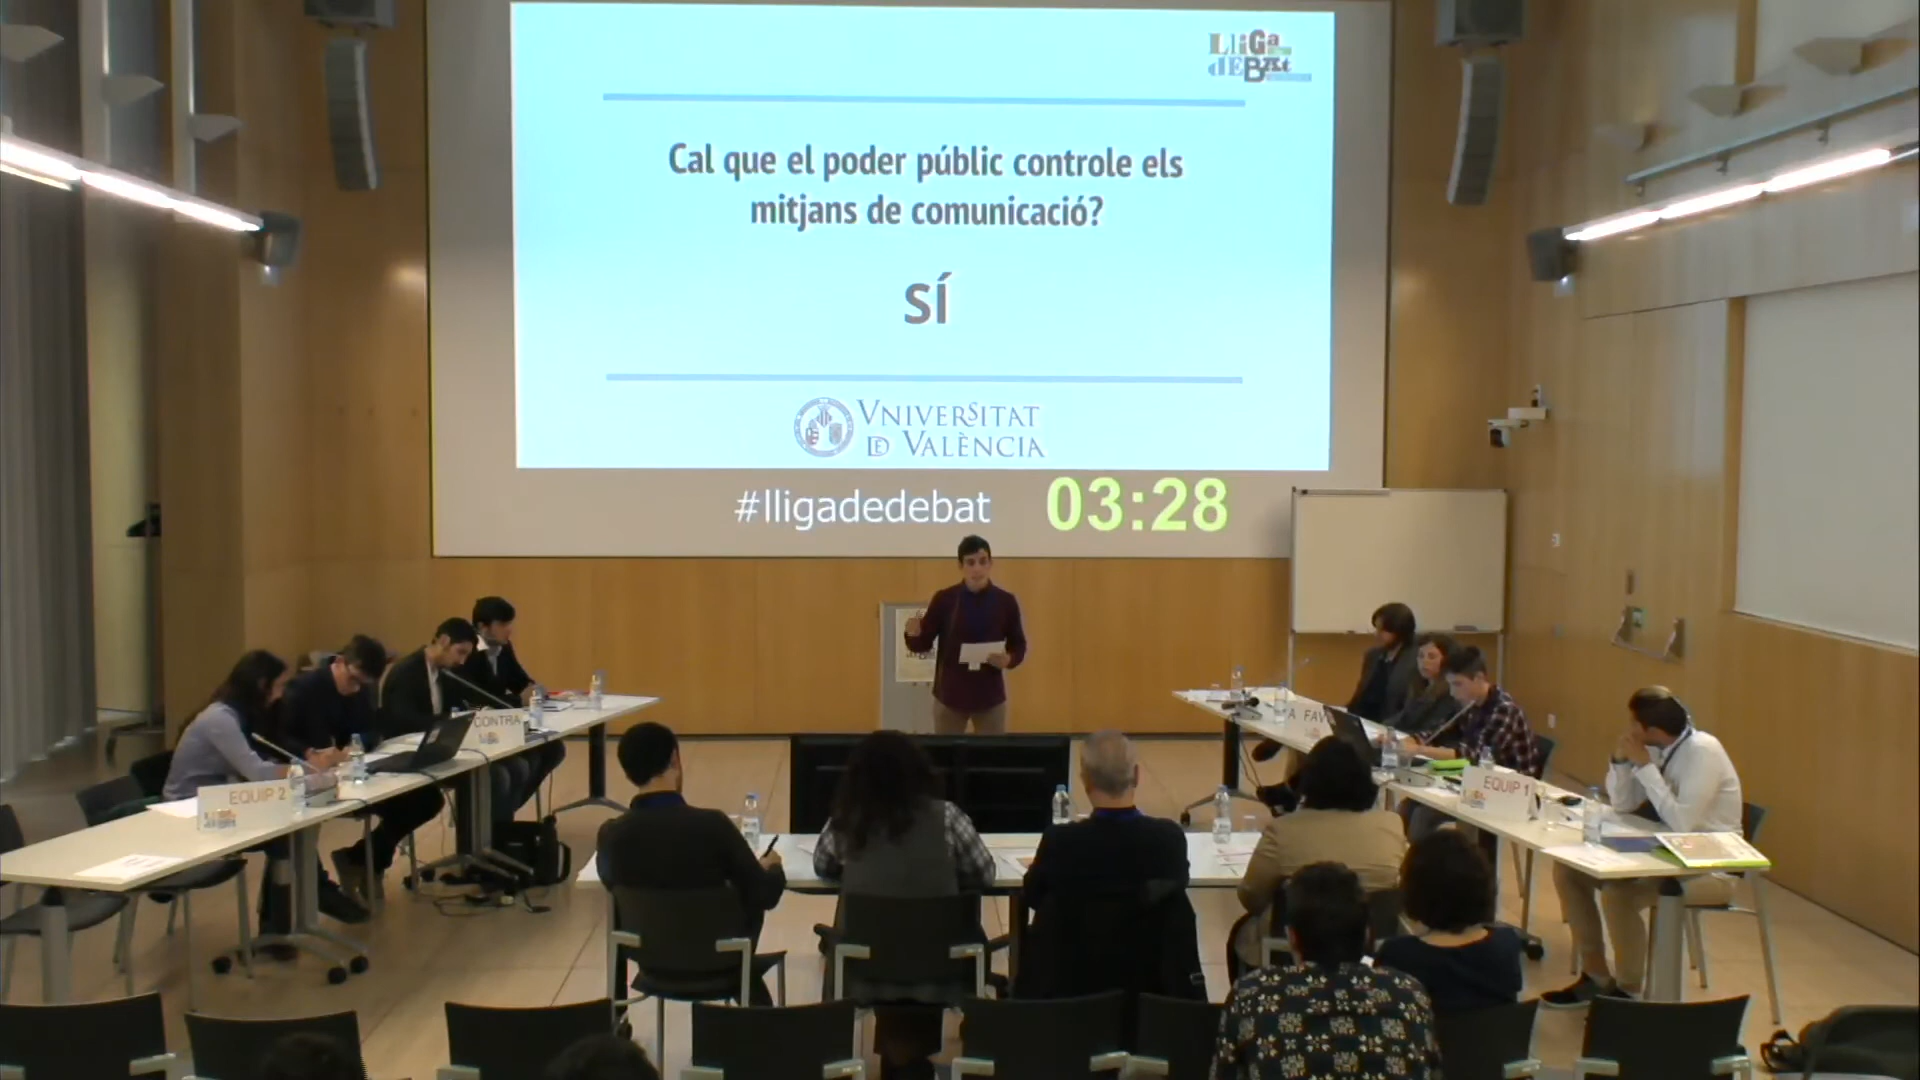 LliGa
dEBAt
Cal que el poder públic controle els
mitjans de comunicació?
SÍ
VNIVERSITAT
DE VALÈNCIA
#lligadedebat 03:28
CONTRA
A FAV
EQUIP 2
EQUIP 1